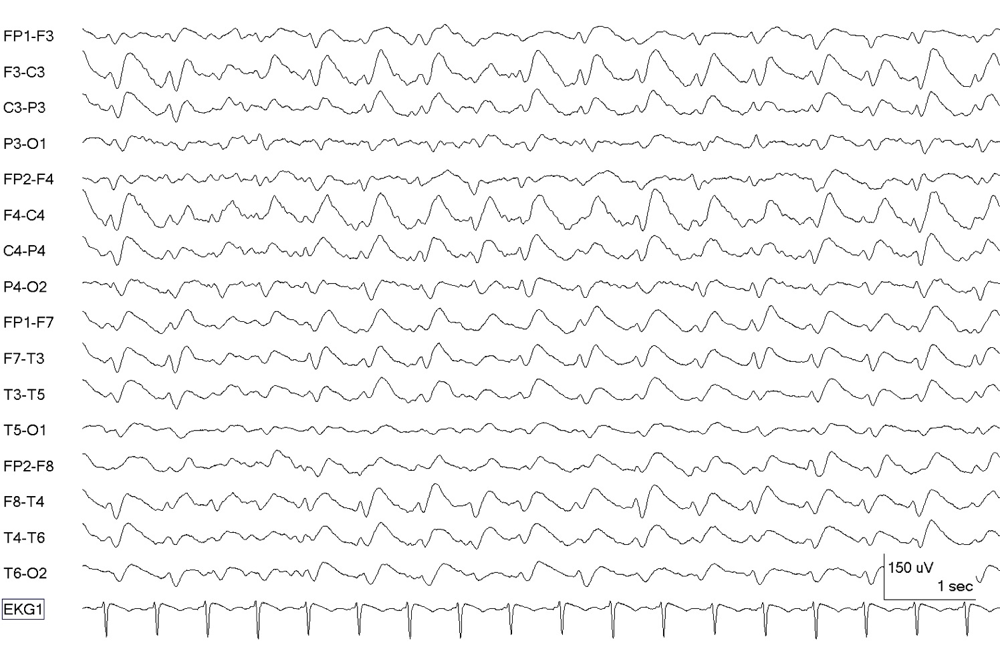 FP1-F3
F3-C3
C3-P3
P3-O1
FP2-F4
F4-C4
C4-P4
P4-O2
FP1-F7
F7-T3
T3-T5
T5-O1
FP2-F8
F8-T4
T4-T6
T6-O2
150 uV
1 sec
EKG1